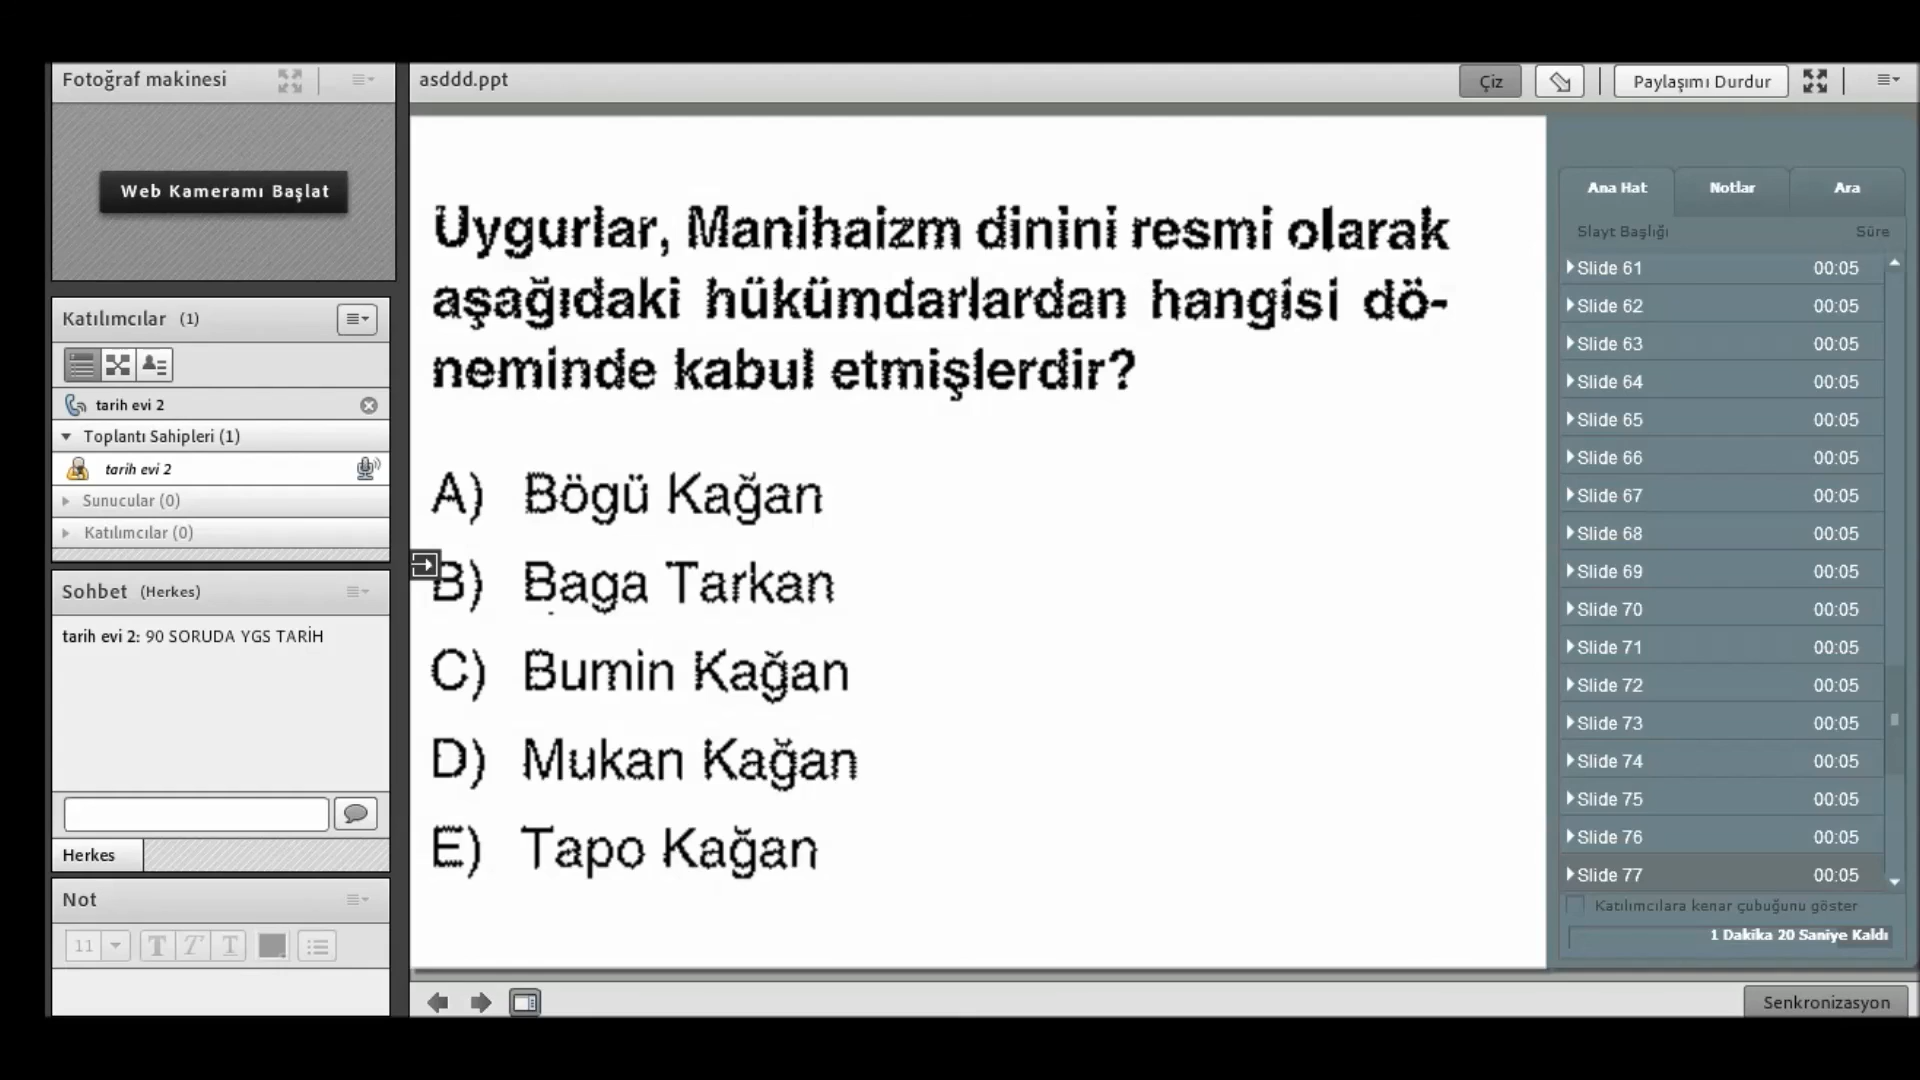 Fotoğraf makinesi
Web Kameramı Başlat
Katılımcılar (1)
tarih evi 2
Toplantı Sahipleri (1)
tarih evi 2
Sunucular (0)
Katılımcılar (0)
Sohbet (Herkes)
tarih evi 2: 90 SORUDA YGS TARİH
Herkes
Not
11
T T T
asddd.ppt
Çiz
Paylaşımı Durdur
Uygurlar, Manihaizm dinini resmi olarak
aşağıdaki hükümdarlardan hangisi dö-
neminde kabul etmişlerdir?
A) Bögü Kağan
B) Baga Tarkan
C) Bumin Kağan
D) Mukan Kağan
E) Tapo Kağan
Ana Hat Notlar Ara
Slayt Başlığı Süre
Slide 61 00:05
Slide 62 00:05
Slide 63 00:05
Slide 64 00:05
Slide 65 00:05
Slide 66 00:05
Slide 67 00:05
Slide 68 00:05
Slide 69 00:05
Slide 70 00:05
Slide 71 00:05
Slide 72 00:05
Slide 73 00:05
Slide 74 00:05
Slide 75 00:05
Slide 76 00:05
Slide 77 00:05
Katılımcılara kenar çubuğunu göster
1 Dakika 20 Saniye Kaldı
Senkronizasyon